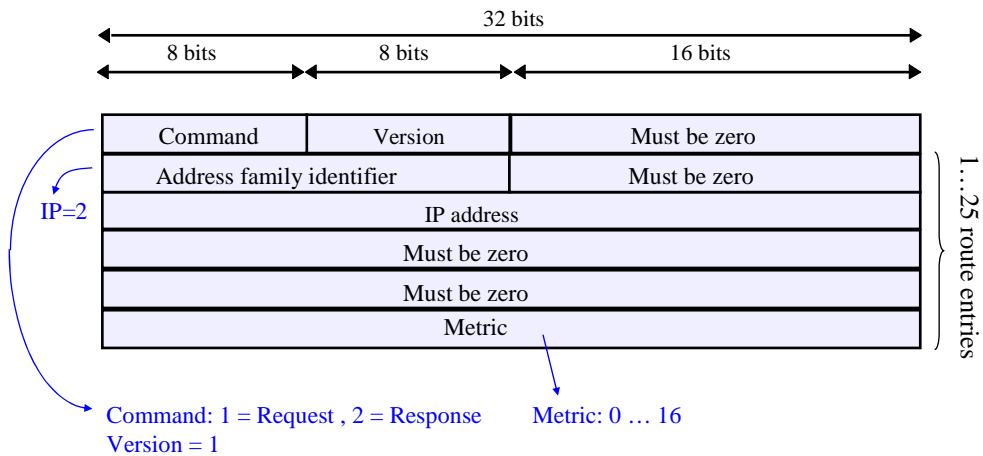 32 bits
8 bits 8 bits 16 bits
Command Version Must be zero
Address family identifier Must be zero
IP=2
IP address
Must be zero
Must be zero
Metric
1…25 route entries
Command: 1 = Request , 2 = Response Metric: 0 … 16
Version = 1